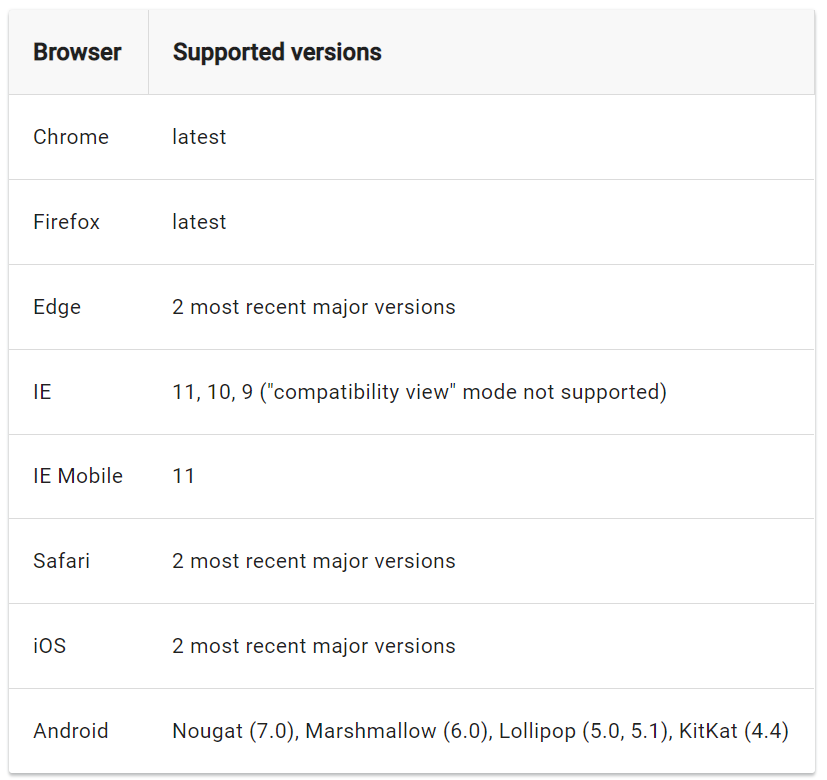 Browser Supported versions
Chrome latest
Firefox latest
Edge 2 most recent major versions
IE 11, 10, 9 ("compatibility view" mode not supported)
IE Mobile 11
Safari 2 most recent major versions
iOS 2 most recent major versions
Android Nougat (7.0), Marshmallow (6.0), Lollipop (5.0, 5.1), KitKat (4.4)